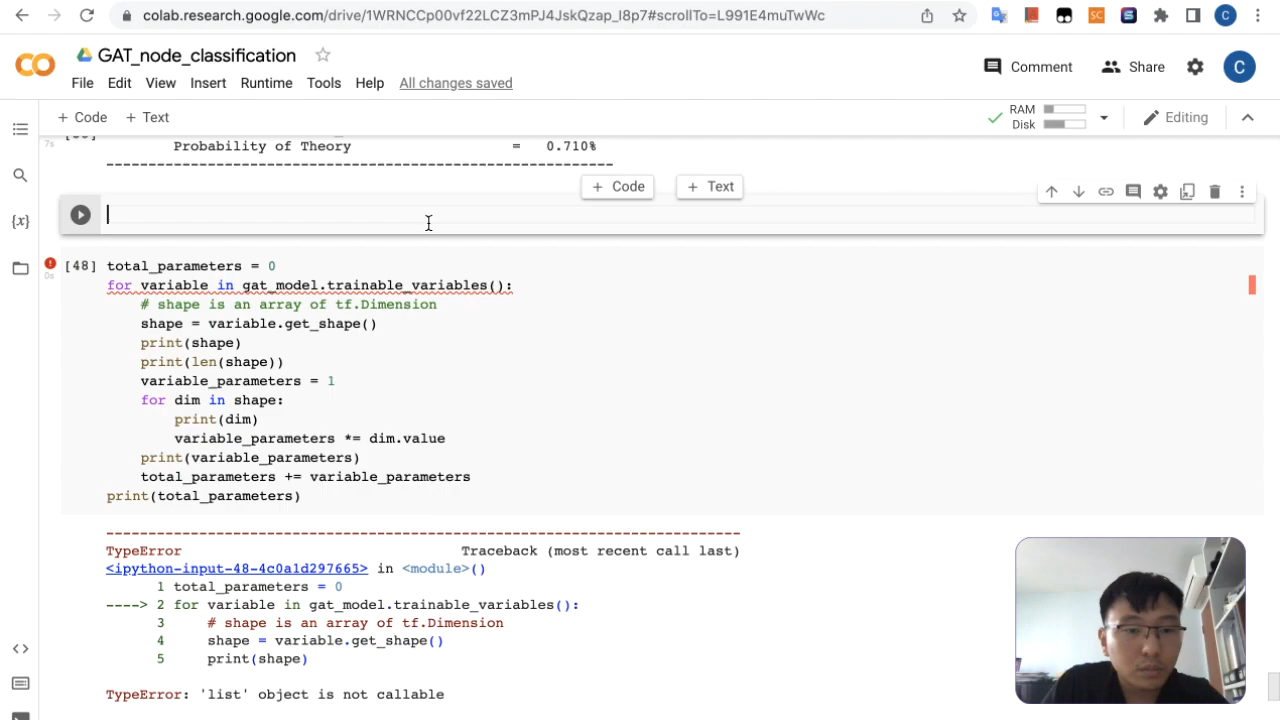 colab.research.google.com/drive/1WRNCCp00vf22LCZ3mPJ4JskQzap_I8p7#scrollTo=L991E4muTwWc
GAT_node_classification
File Edit View Insert Runtime Tools Help All changes saved
Comment Share C
+ Code + Text
RAM
Disk
Editing
7s
Probability of Theory = 0.710%
---------------------------------------------------------------
+ Code + Text
[48] total_parameters = 0
0s
for variable in gat_model.trainable_variables():
# shape is an array of tf.Dimension
shape = variable.get_shape()
print(shape)
print(len(shape))
variable_parameters = 1
for dim in shape:
print(dim)
variable_parameters *= dim.value
print(variable_parameters)
total_parameters += variable_parameters
print(total_parameters)
---------------------------------------------------------------------------
TypeError Traceback (most recent call last)
<ipython-input-48-4c0a1d297665> in <module>()
1 total_parameters = 0
----> 2 for variable in gat_model.trainable_variables():
3 # shape is an array of tf.Dimension
4 shape = variable.get_shape()
5 print(shape)
TypeError: 'list' object is not callable